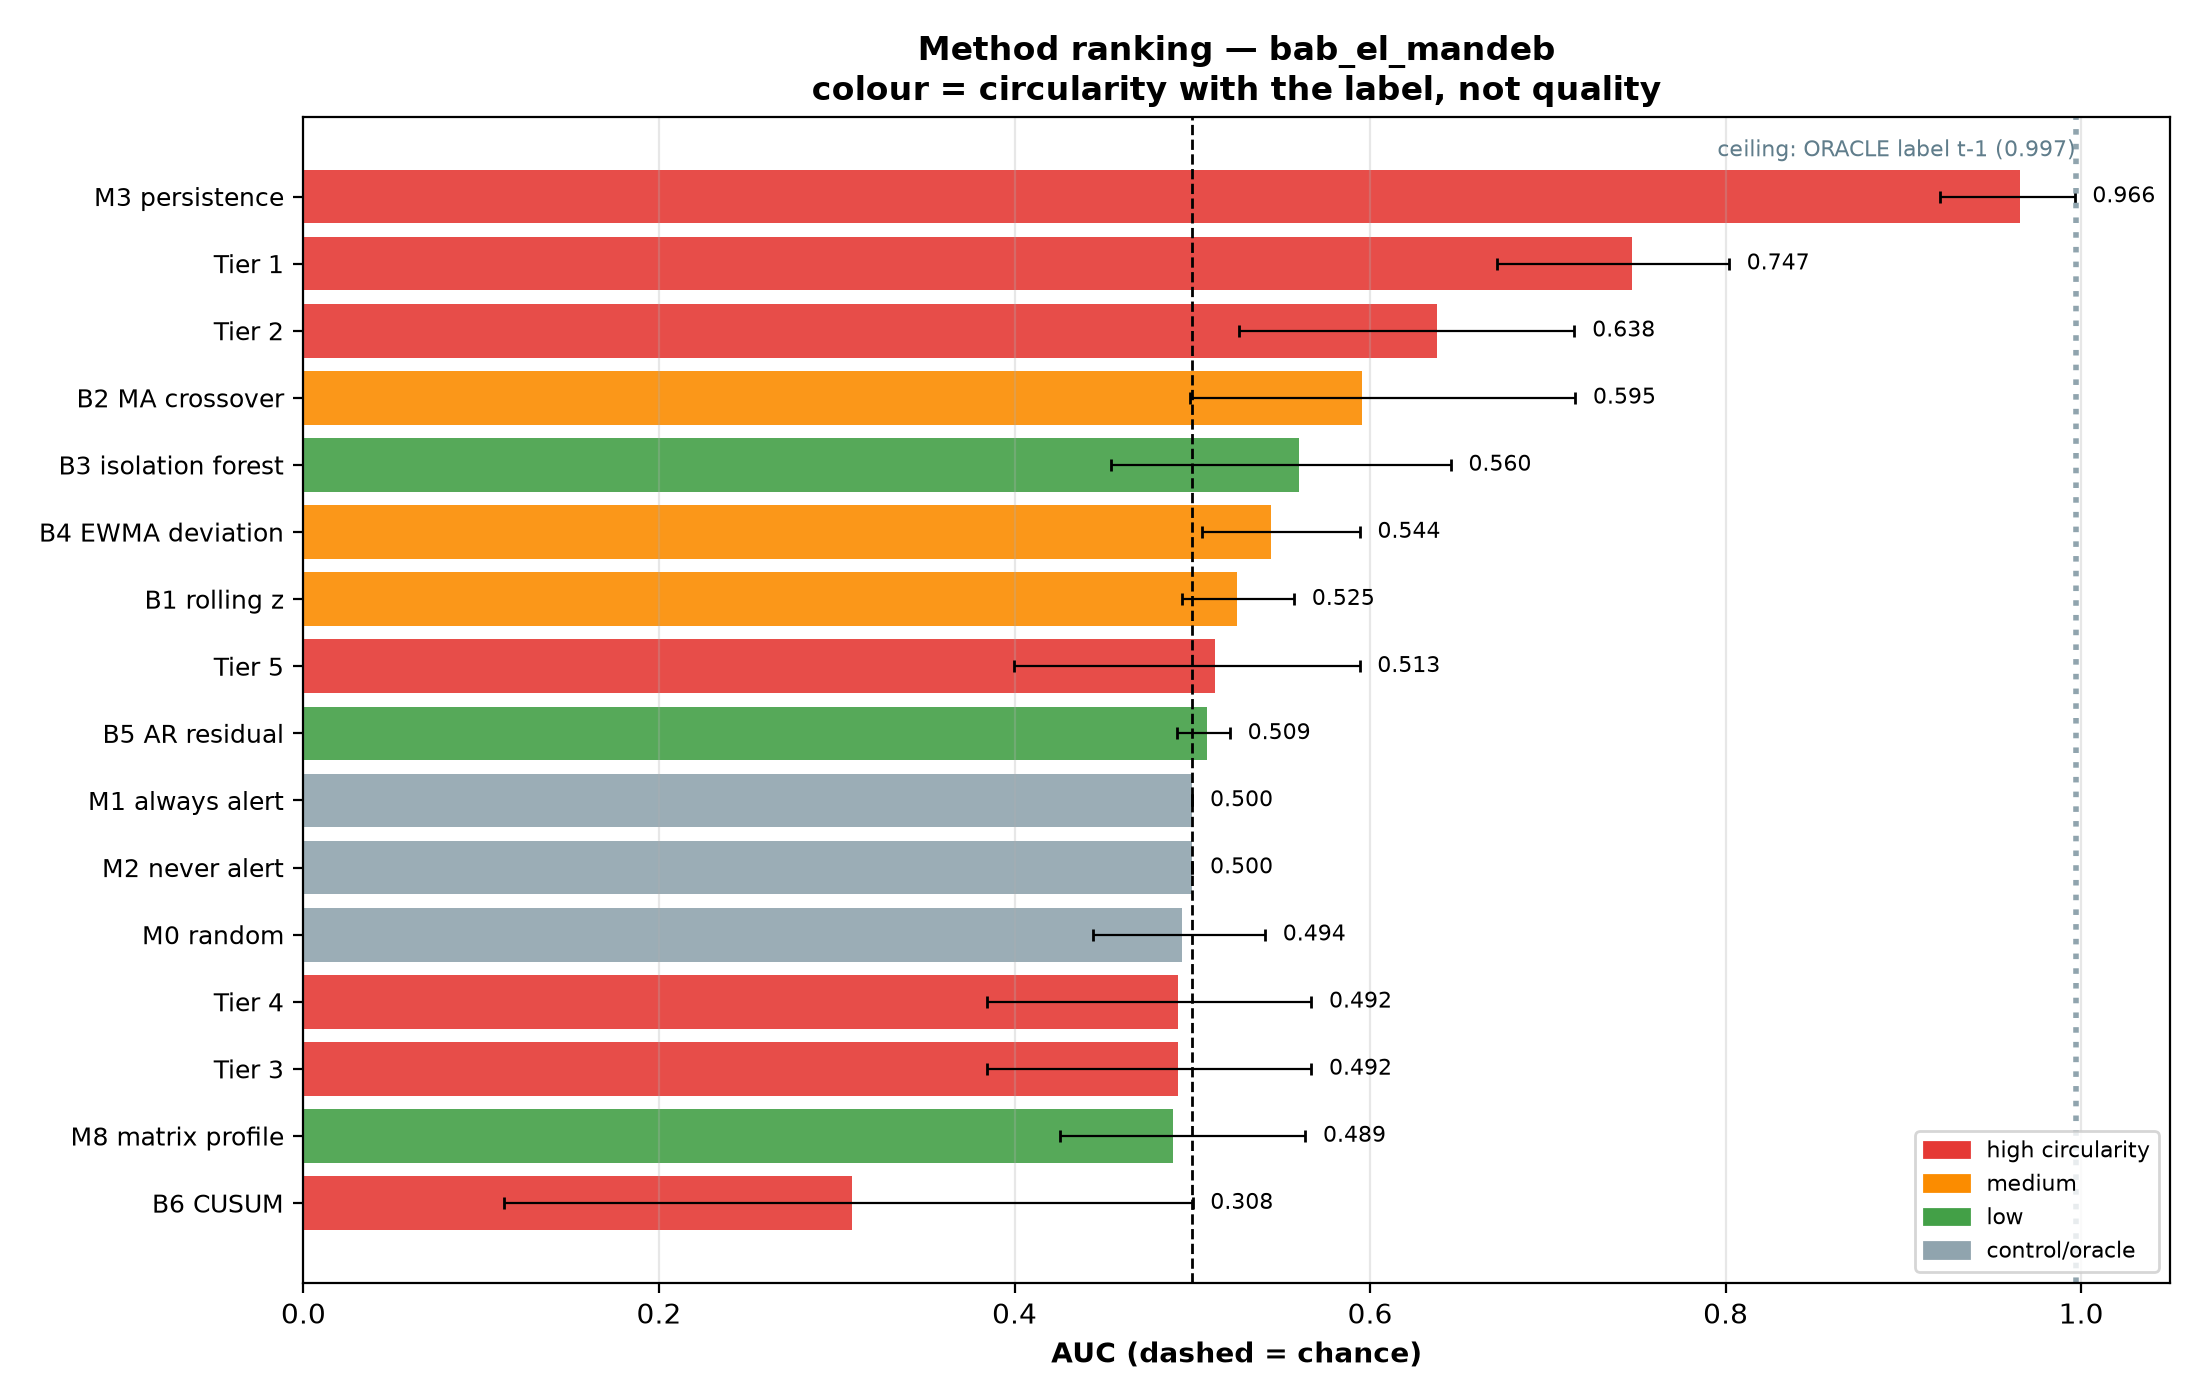 Method ranking — bab_el_mandeb
colour = circularity with the label, not quality
ceiling: ORACLE label t-1 (0.997)
M3 persistence 0.966
Tier 1 0.747
Tier 2 0.638
B2 MA crossover 0.595
B3 isolation forest 0.560
B4 EWMA deviation 0.544
B1 rolling z 0.525
Tier 5 0.513
B5 AR residual 0.509
M1 always alert 0.500
M2 never alert 0.500
M0 random 0.494
Tier 4 0.492
Tier 3 0.492
M8 matrix profile 0.489
B6 CUSUM 0.308
high circularity
medium
low
control/oracle
0.0 0.2 0.4 0.6 0.8 1.0
AUC (dashed = chance)